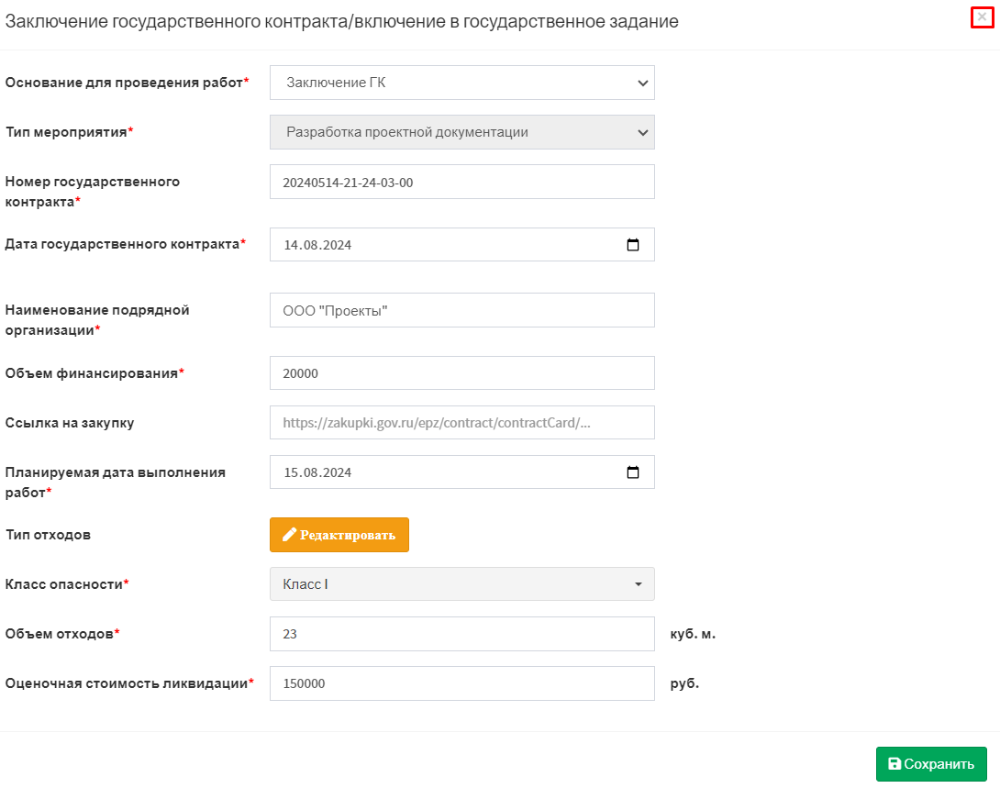 Заключение государственного контракта/включение в государственное задание
×
Основание для проведения работ*
Заключение ГК
Тип мероприятия*
Разработка проектной документации
Номер государственного
контракта*
20240514-21-24-03-00
Дата государственного контракта*
14.08.2024
Наименование подрядной
организации*
ООО "Проекты"
Объем финансирования*
20000
Ссылка на закупку
https://zakupki.gov.ru/epz/contract/contractCard/...
Планируемая дата выполнения
работ*
15.08.2024
Тип отходов
Редактировать
Класс опасности*
Класс I
Объем отходов*
23
куб. м.
Оценочная стоимость ликвидации*
150000
руб.
Сохранить